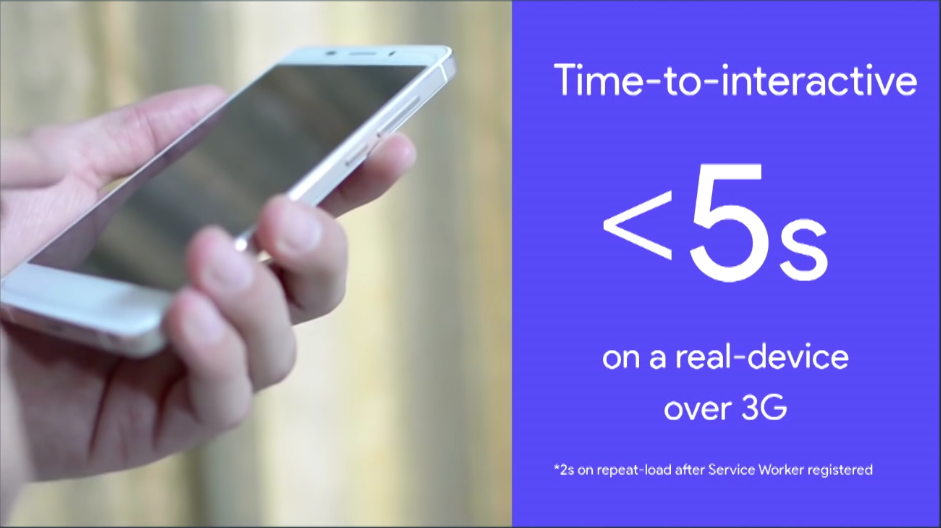 Time-to-interactive
<5s
on a real-device
over 3G
*2s on repeat-load after Service Worker registered